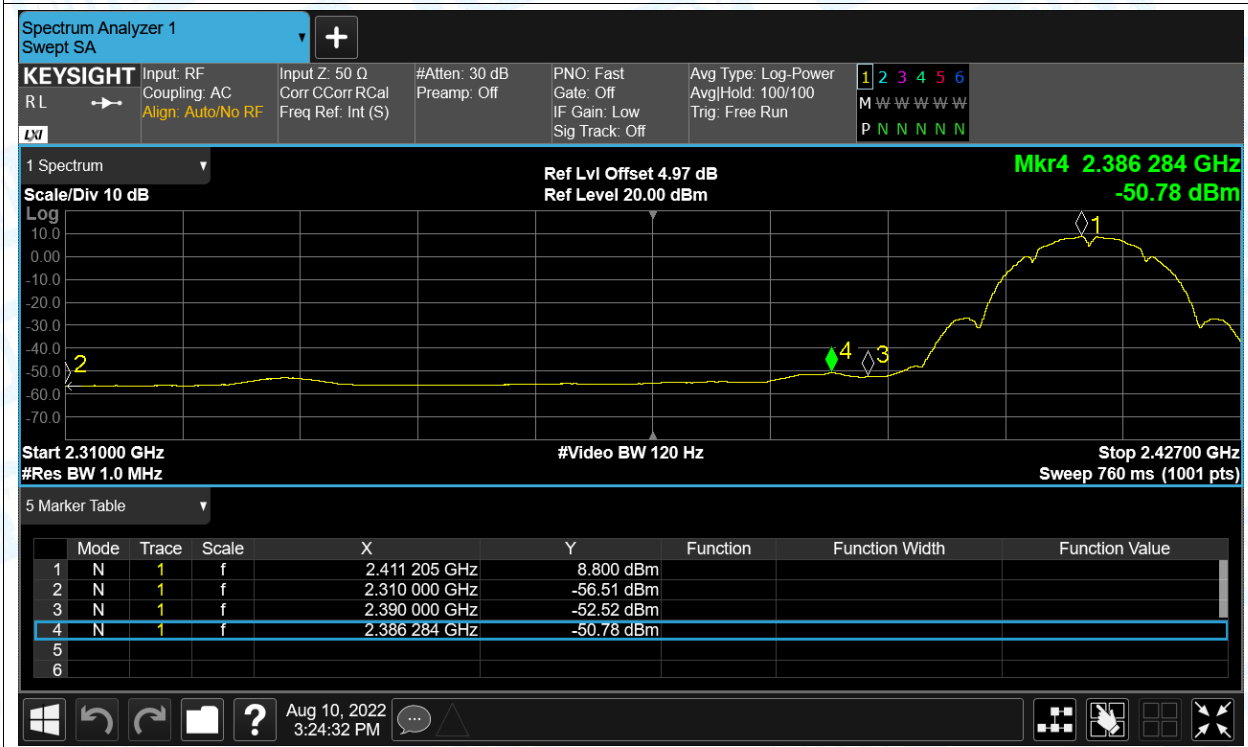 Spectrum Analyzer 1
Swept SA
KEYSIGHT Input: RF Input Z: 50 Ω #Atten: 30 dB PNO: Fast Avg Type: Log-Power 1 2 3 4 5 6
R L Coupling: AC Corr CCorr RCal Preamp: Off Gate: Off Avg|Hold: 100/100 M W W W W W W
Align: Auto/No RF Freq Ref: Int (S) IF Gain: Low Trig: Free Run
LXI Sig Track: Off P N N N N N N
1 Spectrum Ref Lvl Offset 4.97 dB Mkr4 2.386 284 GHz
Scale/Div 10 dB Ref Level 20.00 dBm -50.78 dBm
Log
10.0
0.00
-10.0
-20.0
-30.0
-40.0
-50.0
-60.0
-70.0
1
2
4
3
Start 2.31000 GHz #Video BW 120 Hz Stop 2.42700 GHz
#Res BW 1.0 MHz Sweep 760 ms (1001 pts)
5 Marker Table
Mode Trace Scale X Y Function Function Width Function Value
1 N 1 f 2.411 205 GHz 8.800 dBm
2 N 1 f 2.310 000 GHz -56.51 dBm
3 N 1 f 2.390 000 GHz -52.52 dBm
4 N 1 f 2.386 284 GHz -50.78 dBm
5
6
? Aug 10, 2022
3:24:32 PM